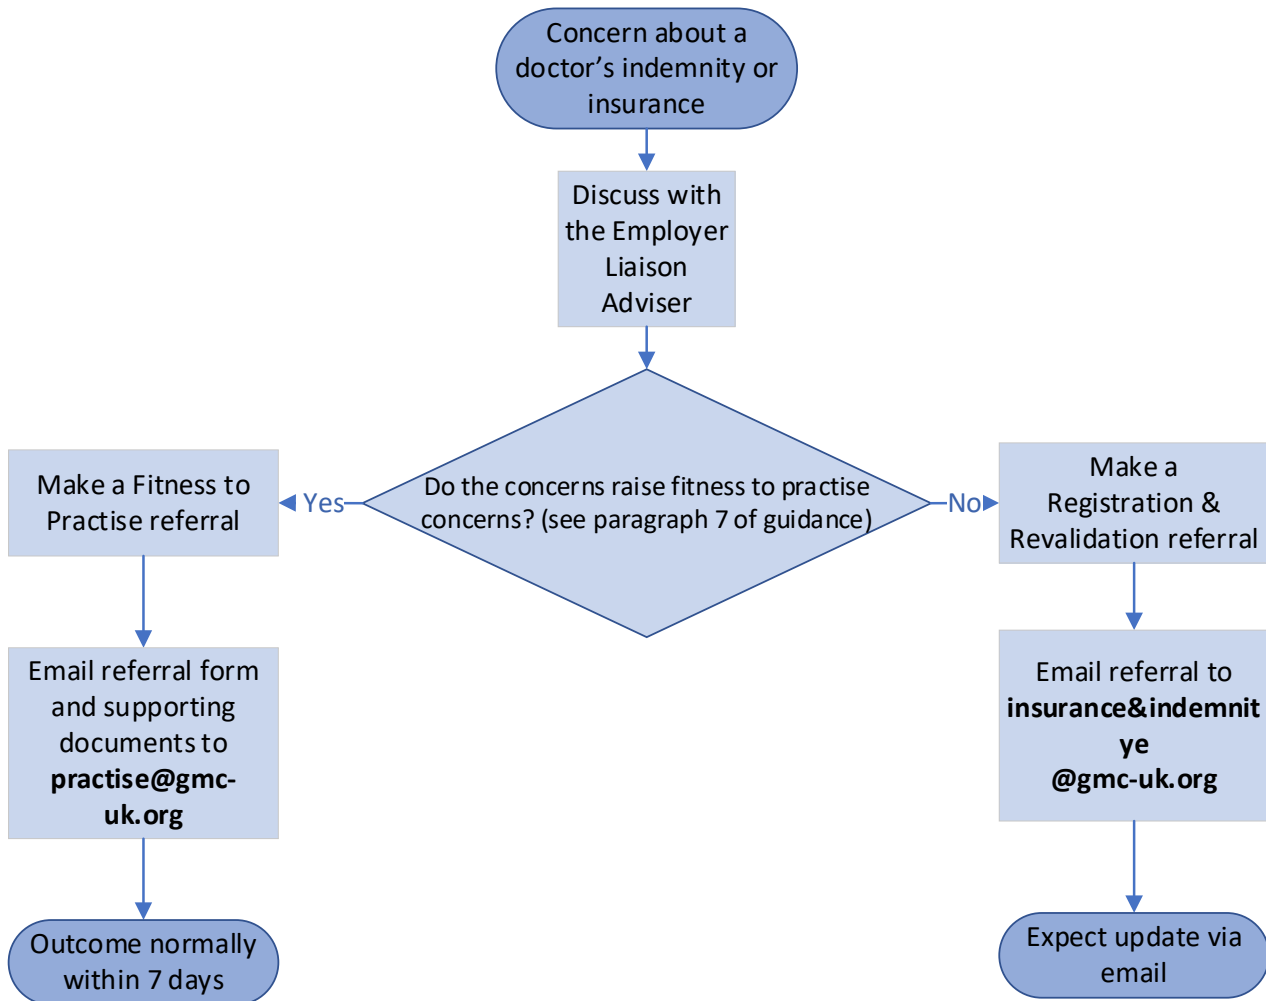 Concern about a
doctor’s indemnity or
insurance
Discuss with
the Employer
Liaison
Adviser
Do the concerns raise fitness to practise
concerns? (see paragraph 7 of guidance)
Yes
No
Make a Fitness to
Practise referral
Email referral form
and supporting
documents to
practise@gmc-
uk.org
Outcome normally
within 7 days
Make a
Registration &
Revalidation referral
Email referral to
insurance&indemnit
ye
@gmc-uk.org
Expect update via
email